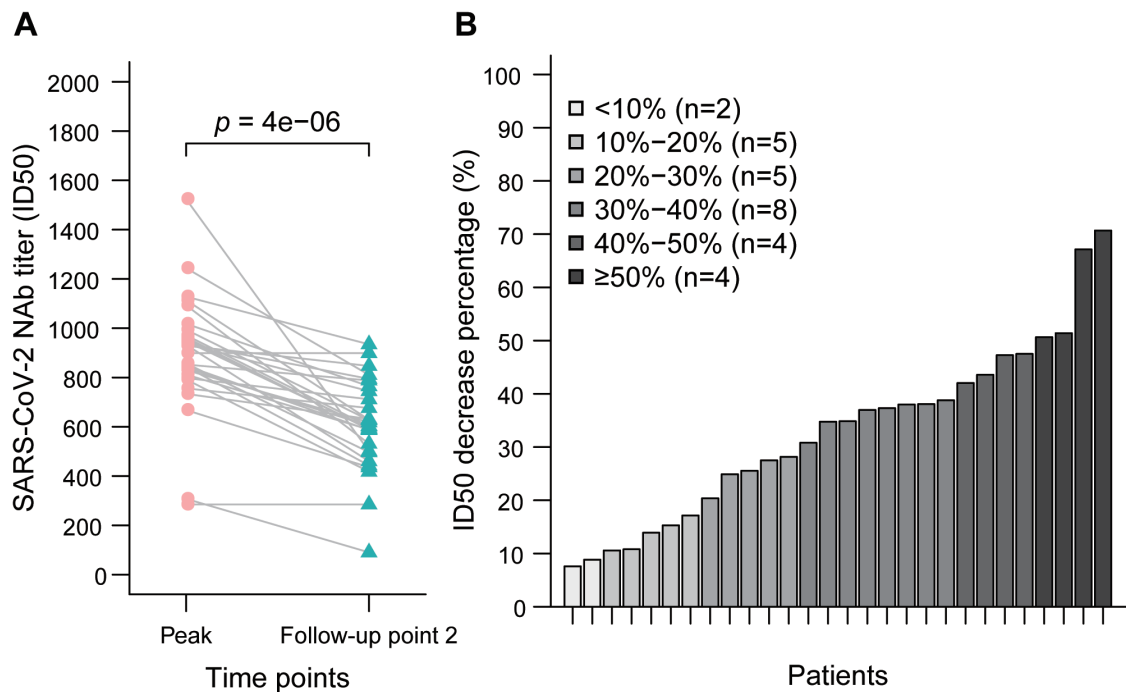 A
SARS-CoV-2 NAb titer (ID50)
2000
1800
1600
1400
1200
1000
800
600
400
200
0
p = 4e−06
Peak
Follow-up point 2
Time points
B
ID50 decrease percentage (%)
100
90
80
70
60
50
40
30
20
10
0
<10% (n=2)
10%−20% (n=5)
20%−30% (n=5)
30%−40% (n=8)
40%−50% (n=4)
≥50% (n=4)
Patients